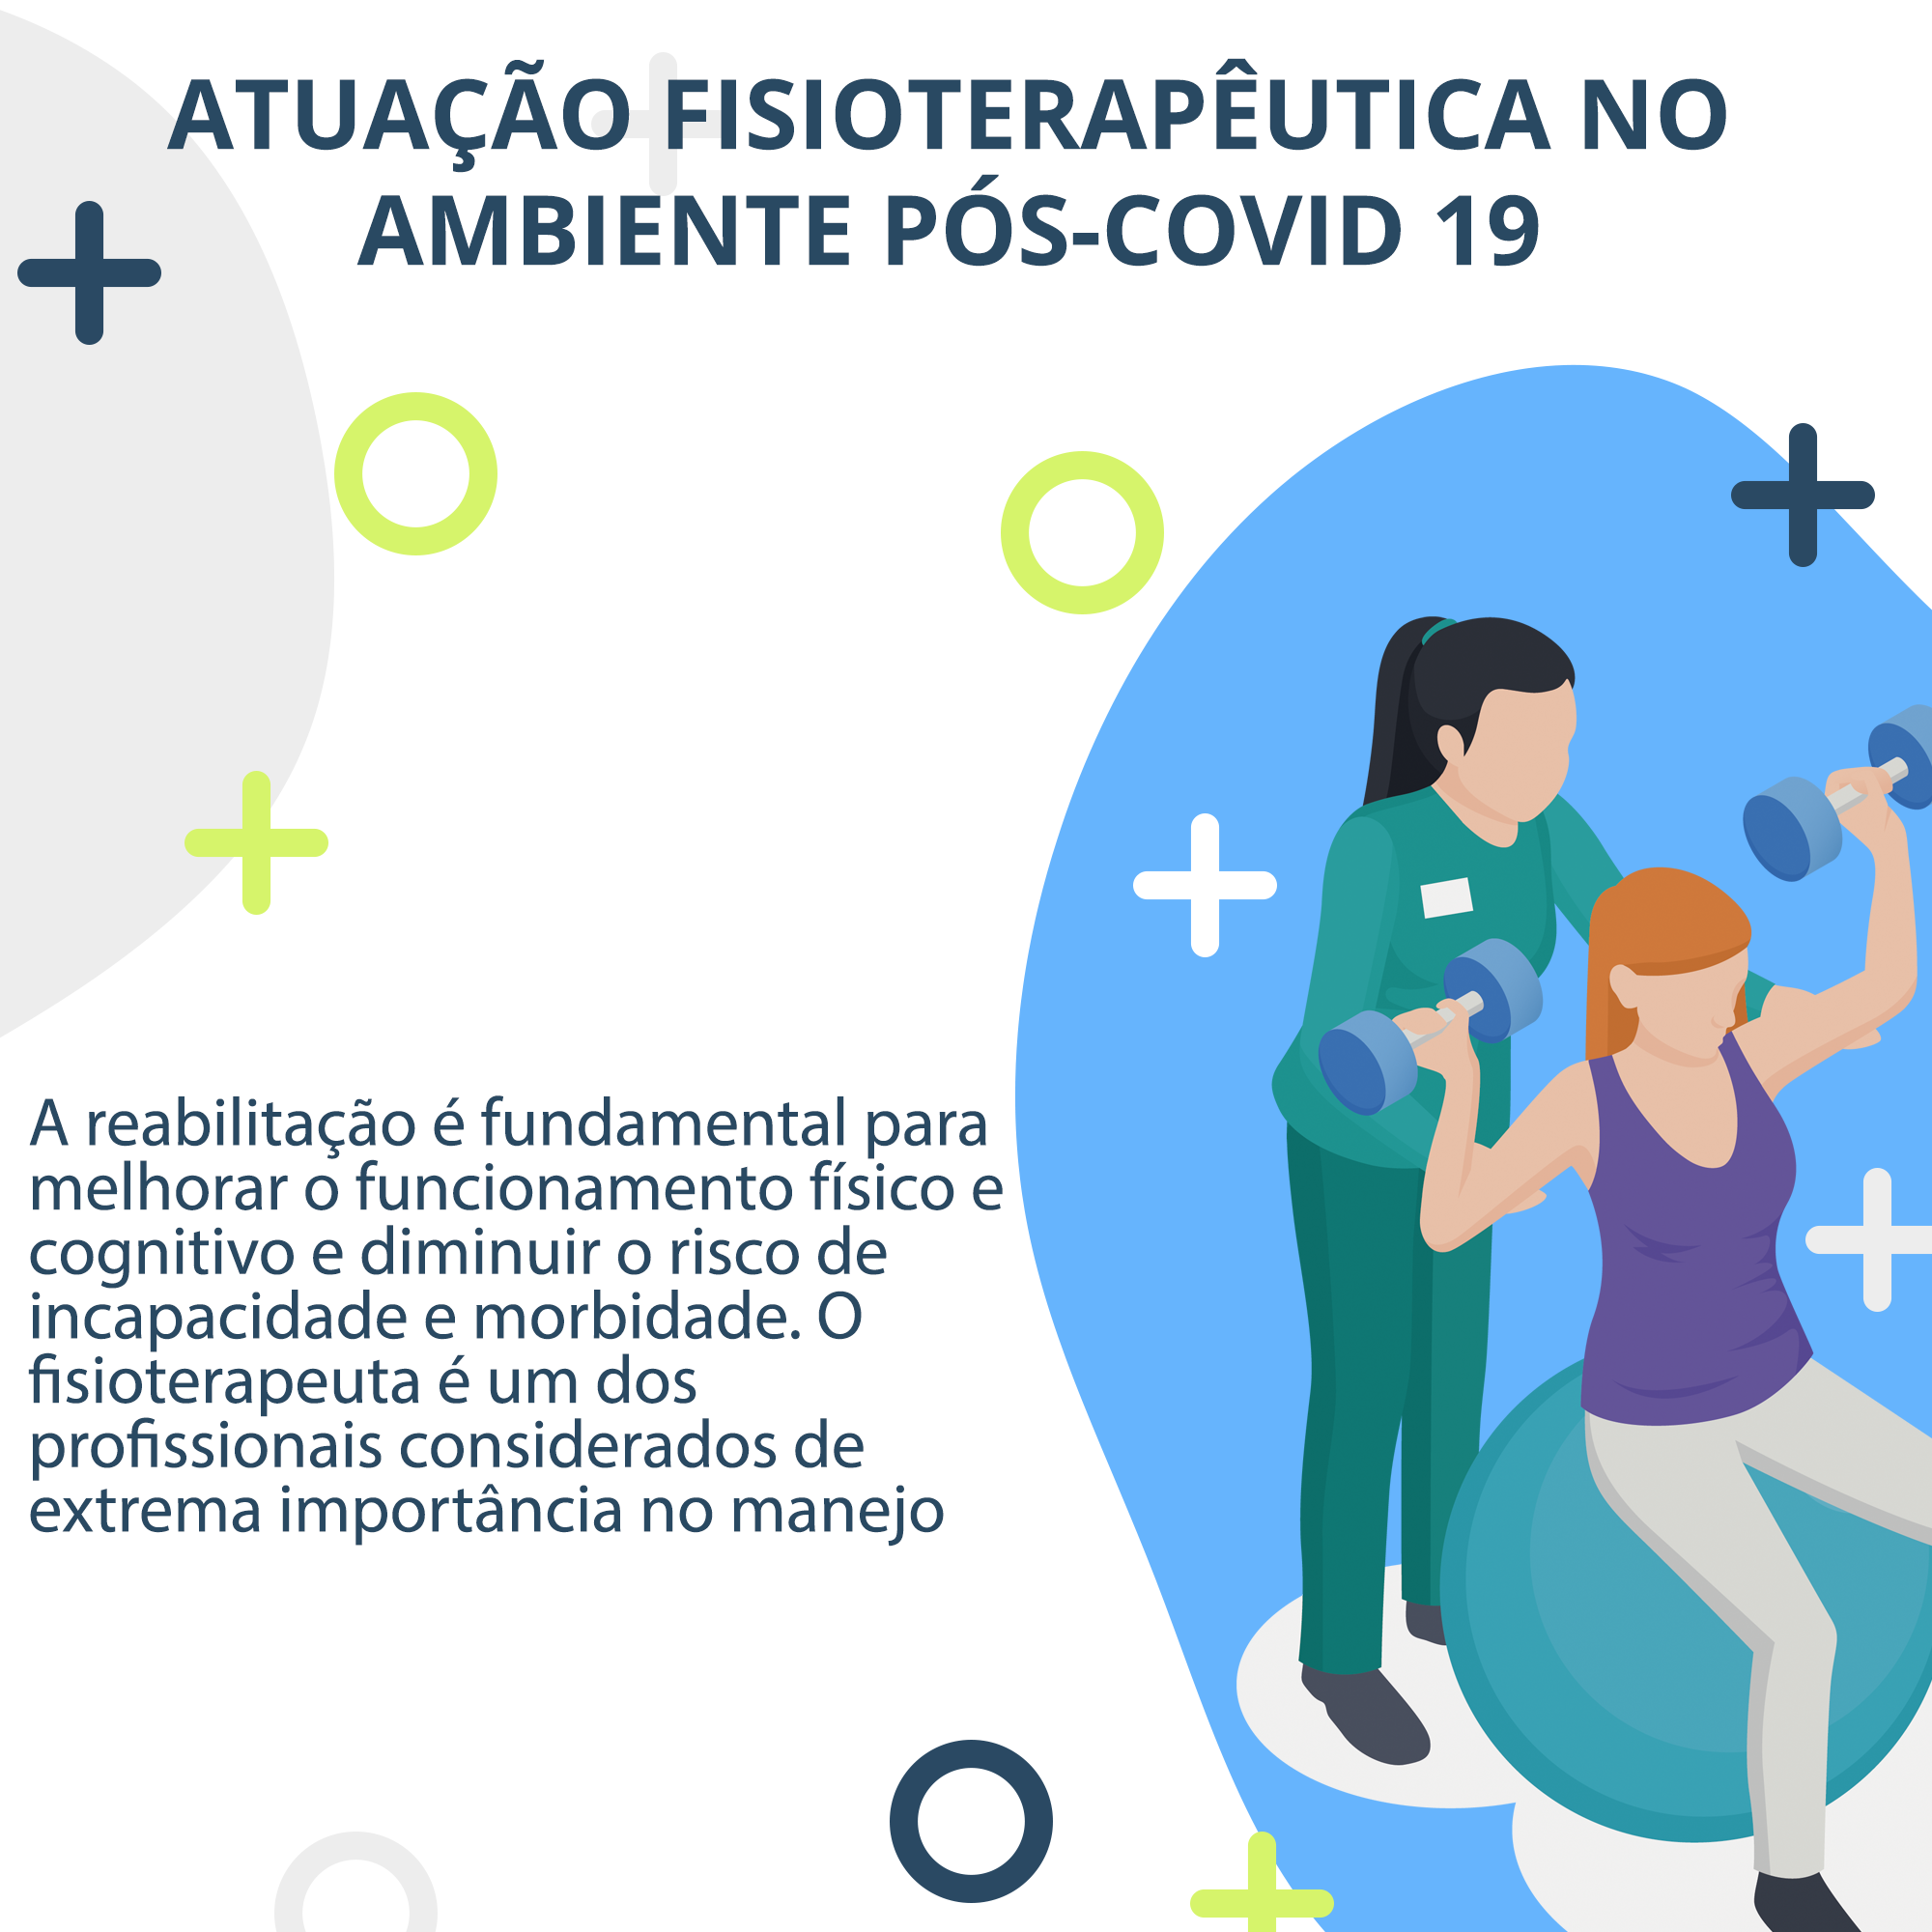 ATUAÇÃO FISIOTERAPÊUTICA NO
AMBIENTE PÓS-COVID 19
A reabilitação é fundamental para
melhorar o funcionamento físico e
cognitivo e diminuir o risco de
incapacidade e morbidade. O
fisioterapeuta é um dos
profissionais considerados de
extrema importância no manejo